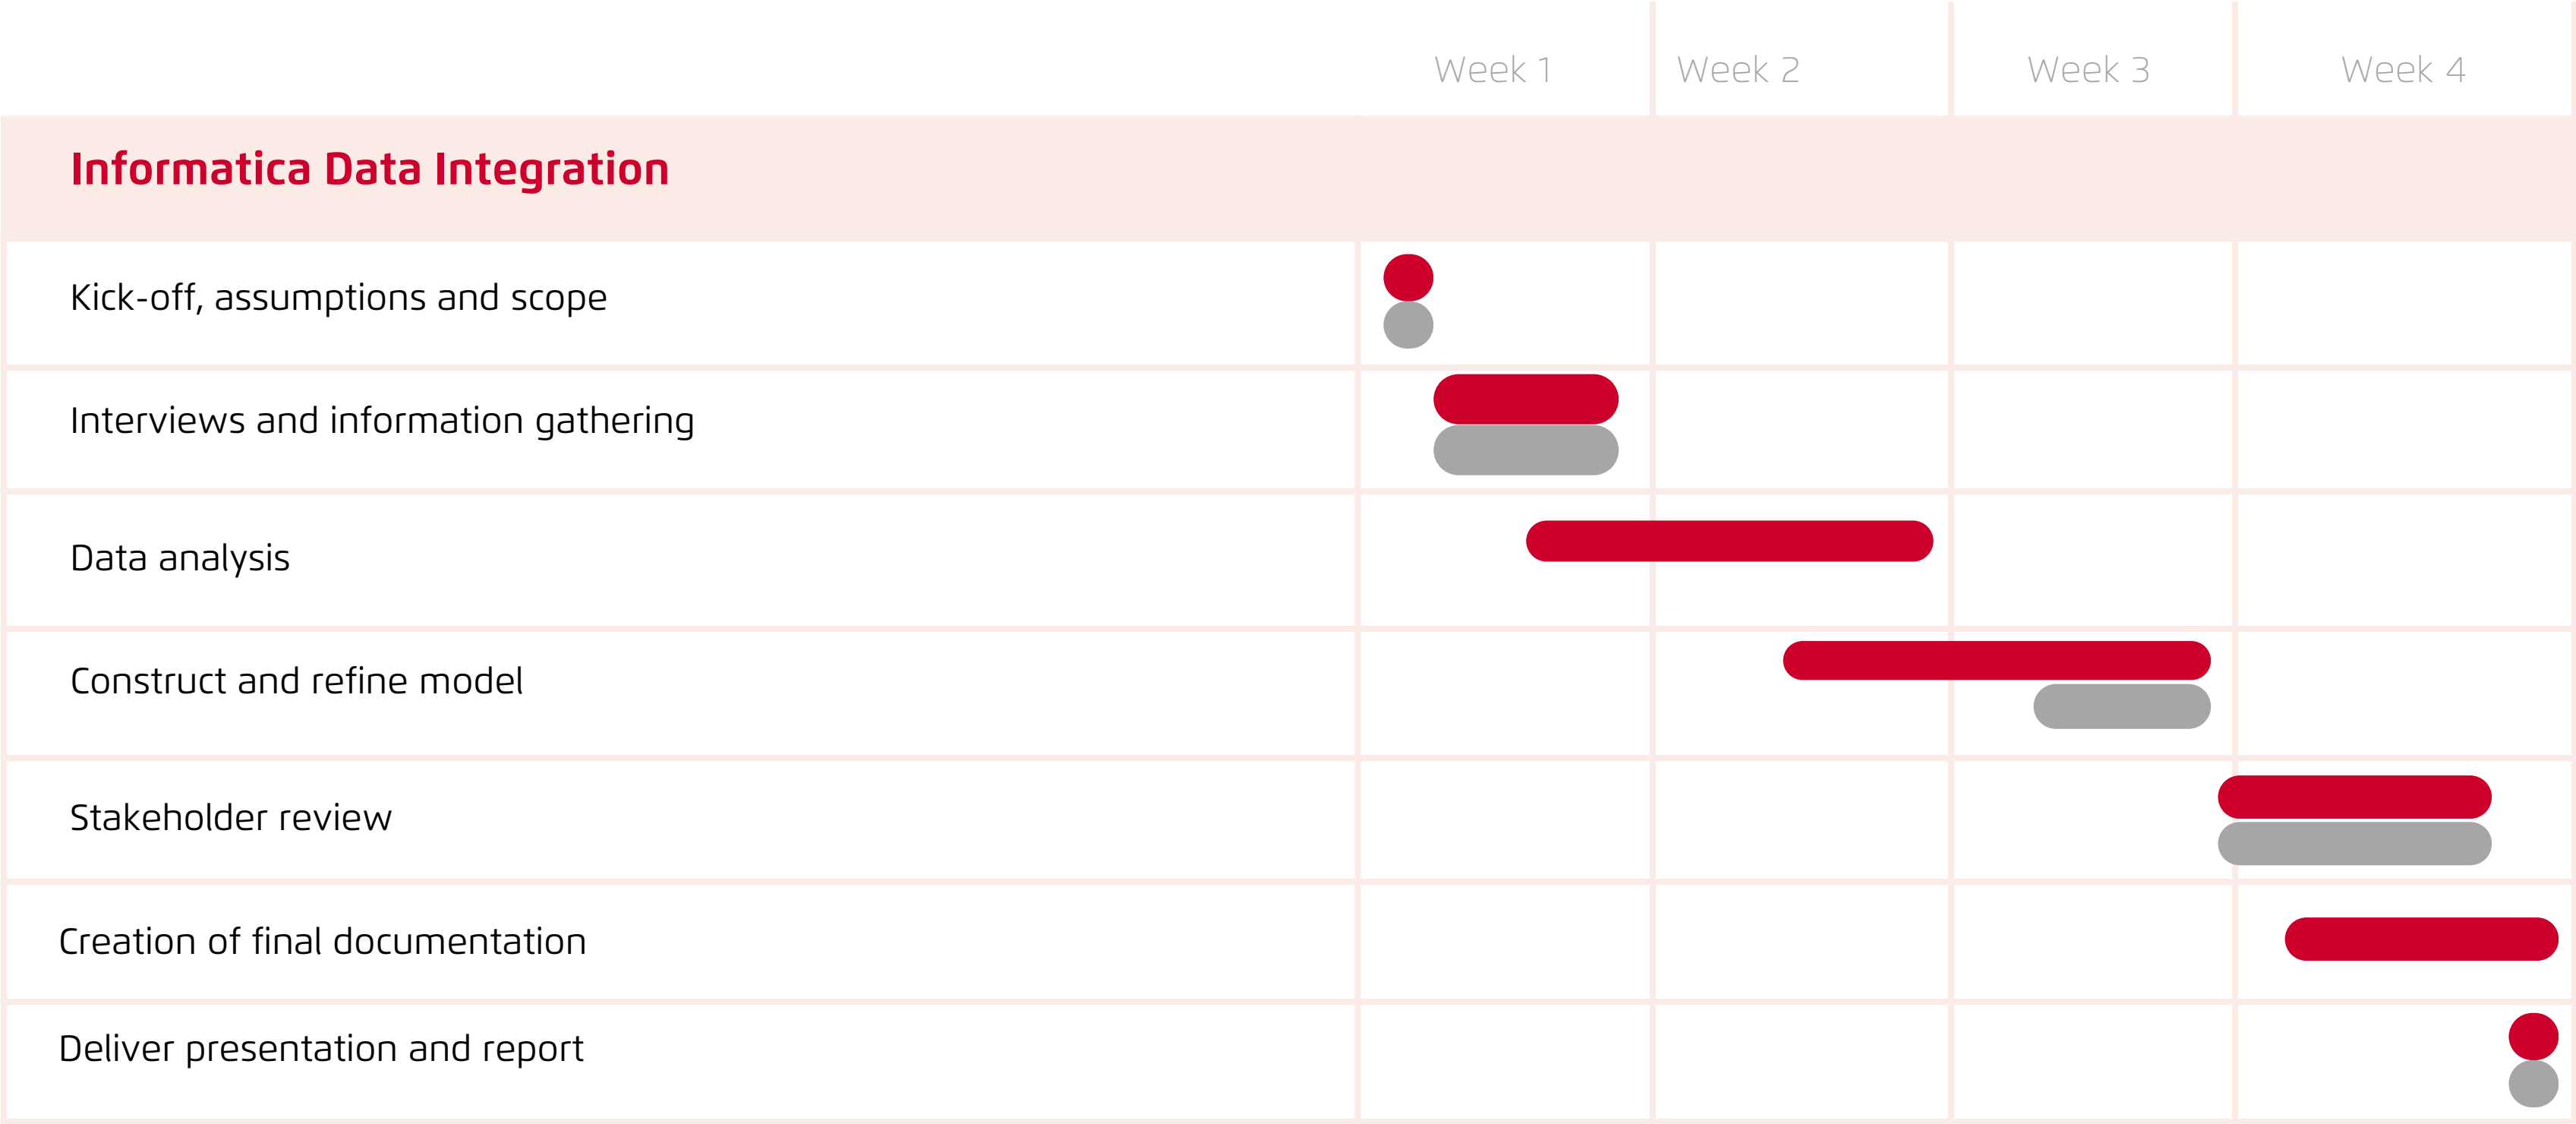 Week 1
Week 2
Week 3
Week 4
Informatica Data Integration
Kick-off, assumptions and scope
Interviews and information gathering
Data analysis
Construct and refine model
Stakeholder review
Creation of final documentation
Deliver presentation and report